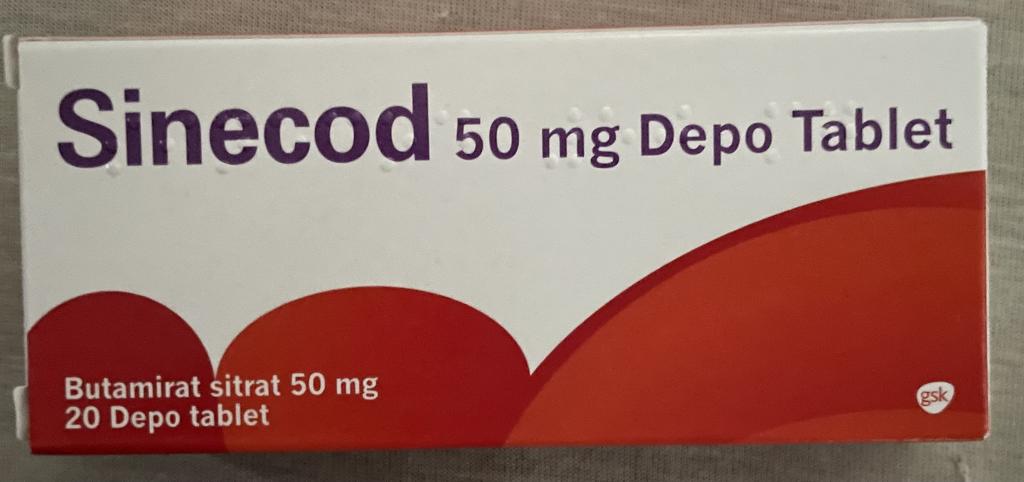 Sinecod 50 mg Depo Tablet
Butamirat sitrat 50 mg
20 Depo tablet
gsk